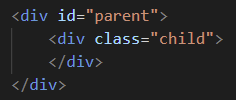 <div id="parent">
    <div class="child">
    </div>
</div>